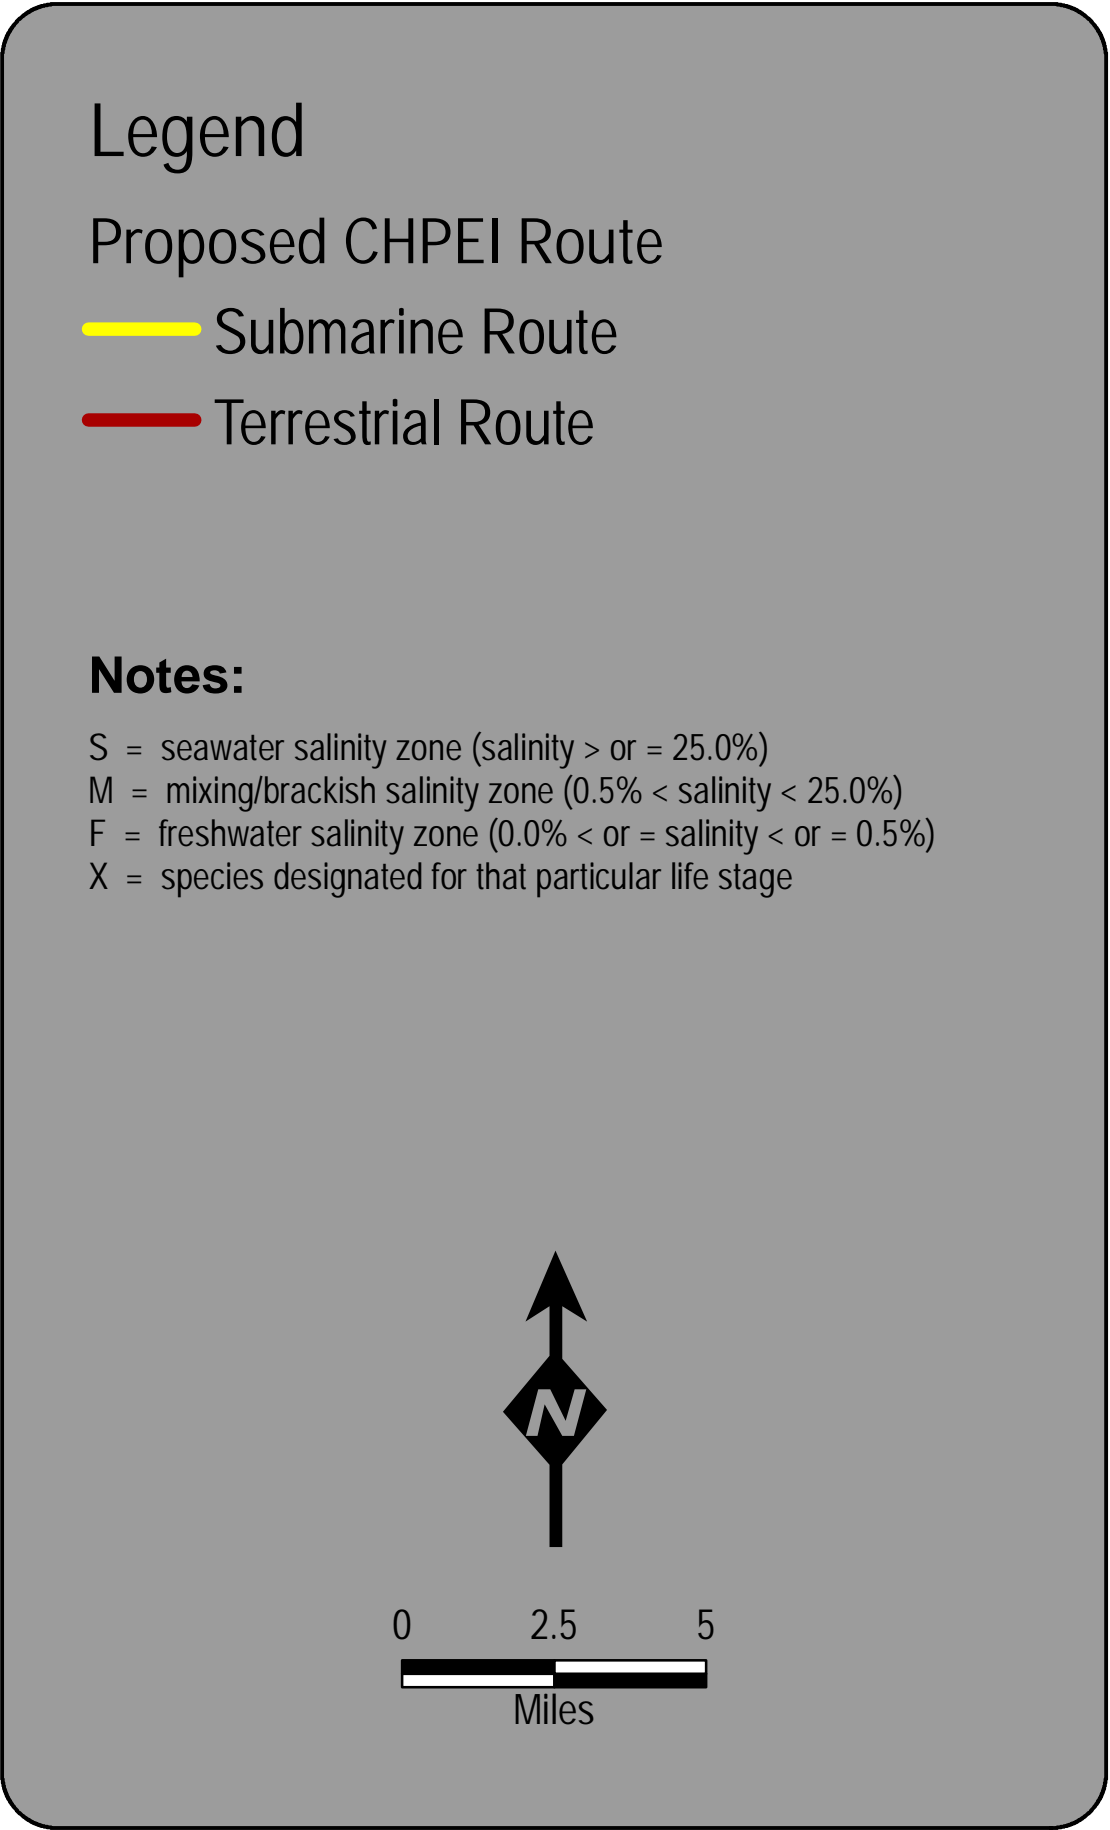 Legend
Proposed CHPEI Route
Submarine Route
Terrestrial Route
Notes:
S = seawater salinity zone (salinity > or = 25.0%)
M = mixing/brackish salinity zone (0.5% < salinity < 25.0%)
F = freshwater salinity zone (0.0% < or = salinity < or = 0.5%)
X = species designated for that particular life stage
N
0 2.5 5
Miles